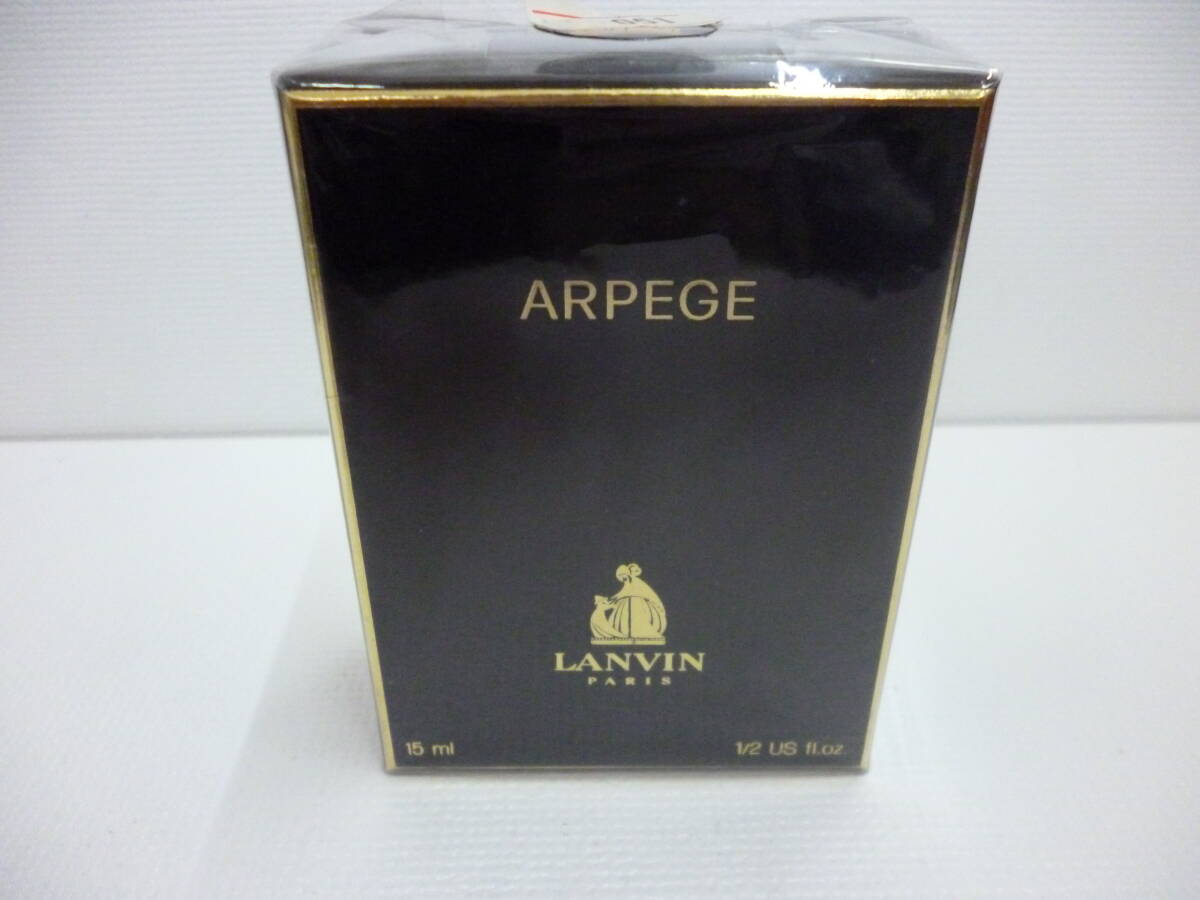 ARPEGE
LANVIN
PARIS
15 ml
1/2 US fl.oz.